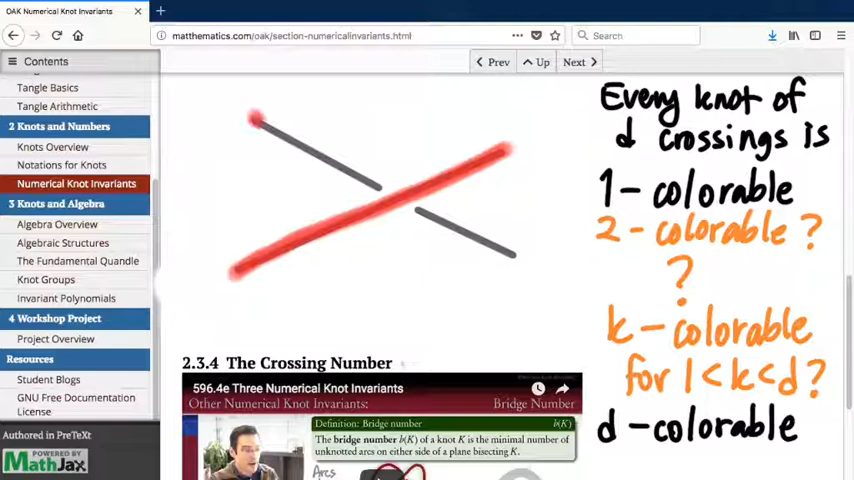 OAK Numerical Knot Invariants
matthematics.com/oak/section-numericalinvariants.html
Search
Contents
Prev
Up
Next
Tangle Basics
Tangle Arithmetic
2 Knots and Numbers
Knots Overview
Notations for Knots
Numerical Knot Invariants
3 Knots and Algebra
Algebra Overview
Algebraic Structures
The Fundamental Quandle
Knot Groups
Invariant Polynomials
4 Workshop Project
Project Overview
Resources
Student Blogs
GNU Free Documentation
License
Authored in PreTeXt
POWERED BY
MathJax
2.3.4 The Crossing Number
596.4e Three Numerical Knot Invariants
Other Numerical Knot Invariants:
Bridge Number
Definition: Bridge number
b(K)
The bridge number b(K) of a knot K is the minimal number of
unknotted arcs on either side of a plane bisecting K.
Arcs
Every knot of
d crossings is
1 - colorable
2 - colorable ?
?
k - colorable
for 1 < k < d ?
d - colorable